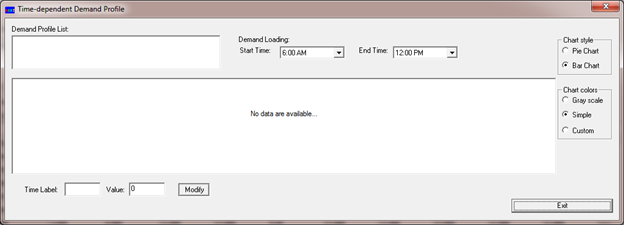 Time-dependent Demand Profile
Demand Profile List:
Demand Loading:
Start Time: 6:00 AM End Time: 12:00 PM
Chart style
Pie Chart
Bar Chart
Chart colors
Gray scale
Simple
Custom
No data are available...
Time Label: Value: 0 Modify
Exit